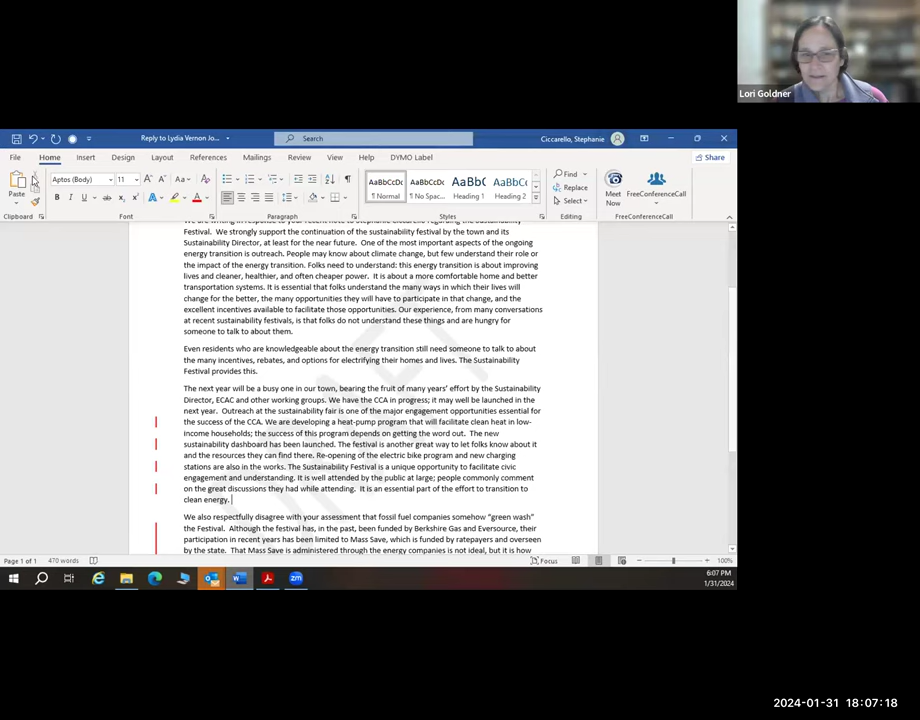 Lori Goldner
Reply to Lydia Vernon Jo...
Search
Ciccarello, Stephanie
File Home Insert Design Layout References Mailings Review View Help DYMO Label Share
Paste
Clipboard
Aptos (Body) 11
Font
Paragraph
AaBbCcDc AaBbCcDc AaBbC AaBbCc
¶ Normal ¶ No Spac... Heading 1 Heading 2
Styles
Find
Replace
Select
Editing
Meet Now
FreeConferenceCall
FreeConferenceCall
Festival. We strongly support the continuation of the sustainability festival by the town and its
Sustainability Director, at least for the near future. One of the most important aspects of the ongoing
energy transition is outreach. People may know about climate change, but few understand their role or
the impact of the energy transition. Folks need to understand: this energy transition is about improving
lives and cleaner, healthier, and often cheaper power. It is about a more comfortable home and better
transportation systems. It is essential that folks understand the many ways in which their lives will
change for the better, the many opportunities they will have to participate in that change, and the
excellent incentives available to facilitate those opportunities. Our experience, from many conversations
at recent sustainability festivals, is that folks do not understand these things and are hungry for
someone to talk to about them.
Even residents who are knowledgeable about the energy transition still need someone to talk to about
the many incentives, rebates, and options for electrifying their homes and lives. The Sustainability
Festival provides this.
The next year will be a busy one in our town, bearing the fruit of many years' effort by the Sustainability
Director, ECAC and other working groups. We have the CCA in progress; it may well be launched in the
next year. Outreach at the sustainability fair is one of the major engagement opportunities essential for
the success of the CCA. We are developing a heat-pump program that will facilitate clean heat in low-
income households; the success of this program depends on getting the word out. The new
sustainability dashboard has been launched. The festival is another great way to let folks know about it
and the resources they can find there. Re-opening of the electric bike program and new charging
stations are also in the works. The Sustainability Festival is a unique opportunity to facilitate civic
engagement and understanding. It is well attended by the public at large; people commonly comment
on the great discussions they had while attending. It is an essential part of the effort to transition to
clean energy.
We also respectfully disagree with your assessment that fossil fuel companies somehow "green wash"
the Festival. Although the festival has, in the past, been funded by Berkshire Gas and Eversource, their
participation in recent years has been limited to Mass Save, which is funded by ratepayers and overseen
by the state. That Mass Save is administered through the energy companies is not ideal, but it is how
DRAFT
Page 1 of 1 470 words Focus 100%
6:07 PM
1/31/2024
2024-01-31 18:07:18